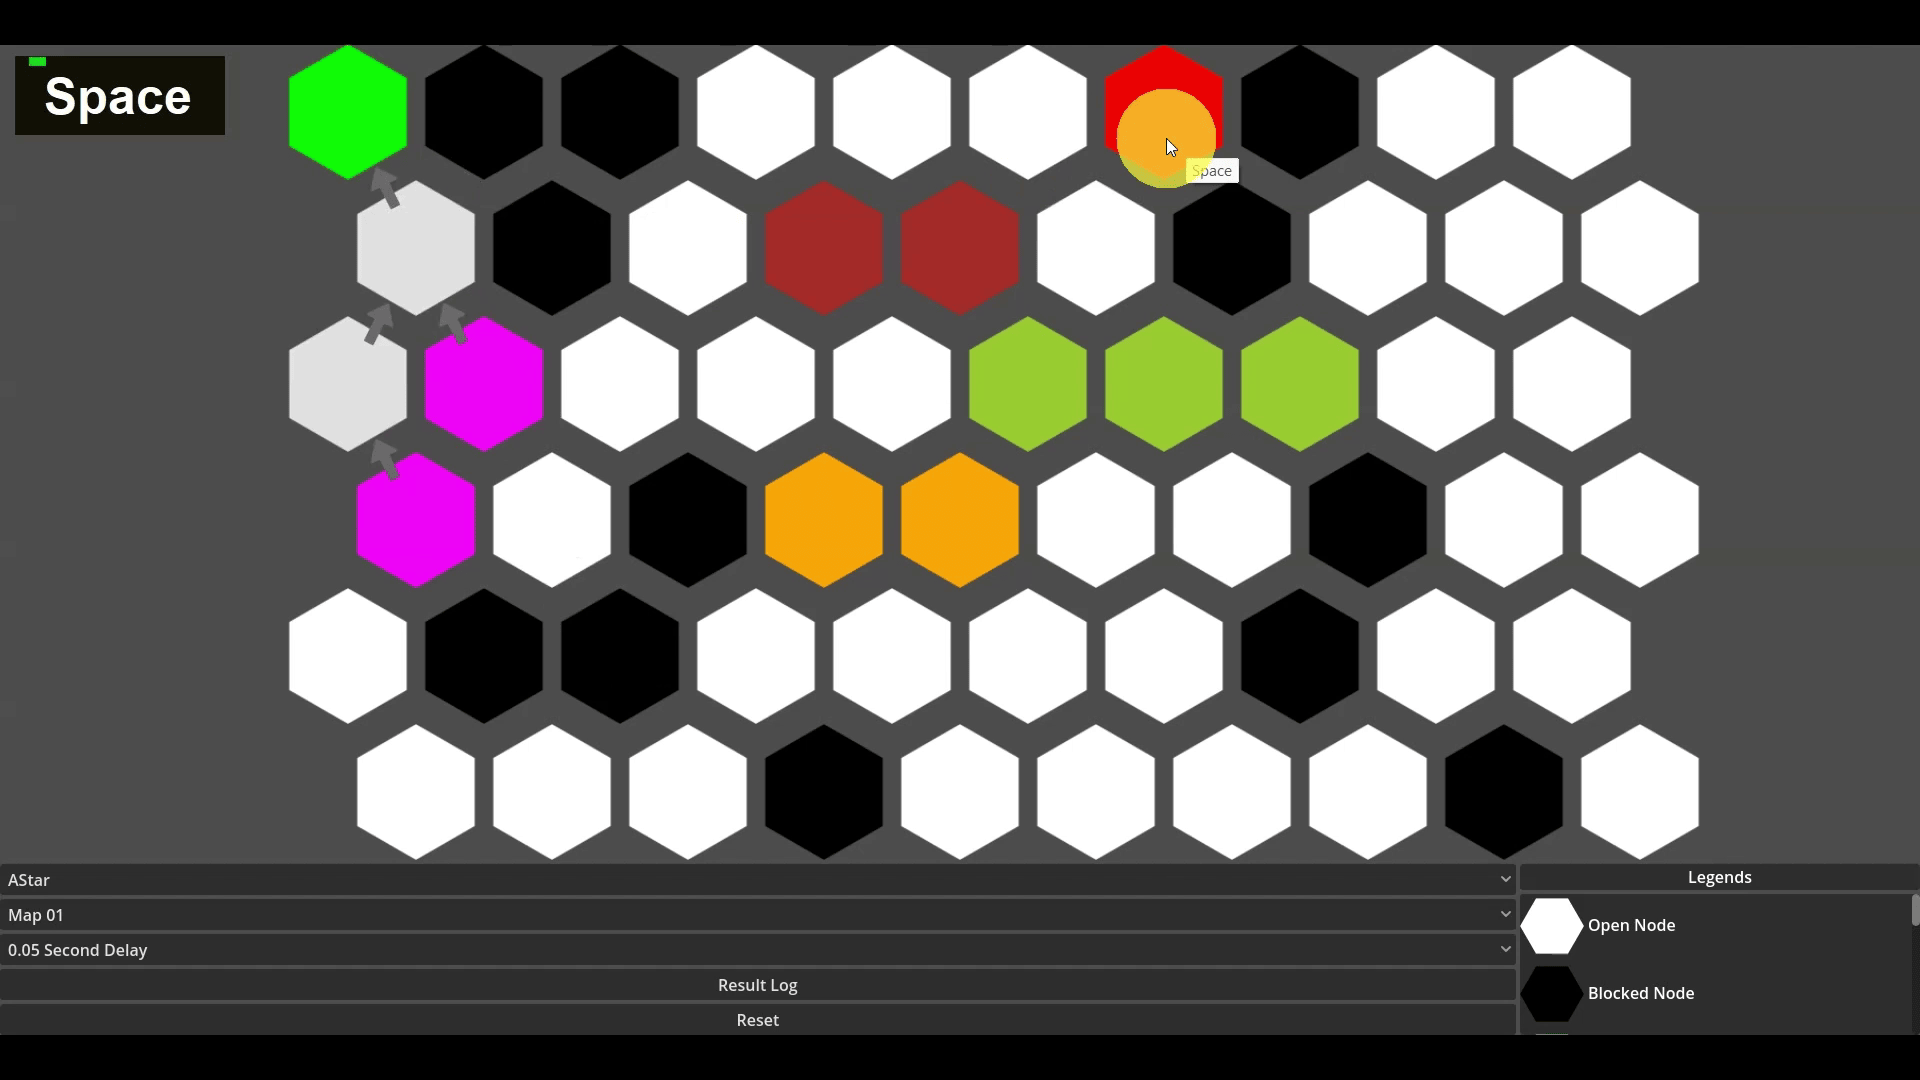 Space
Space
AStar
Map 01
0.05 Second Delay
Result Log
Reset
Legends
Open Node
Blocked Node